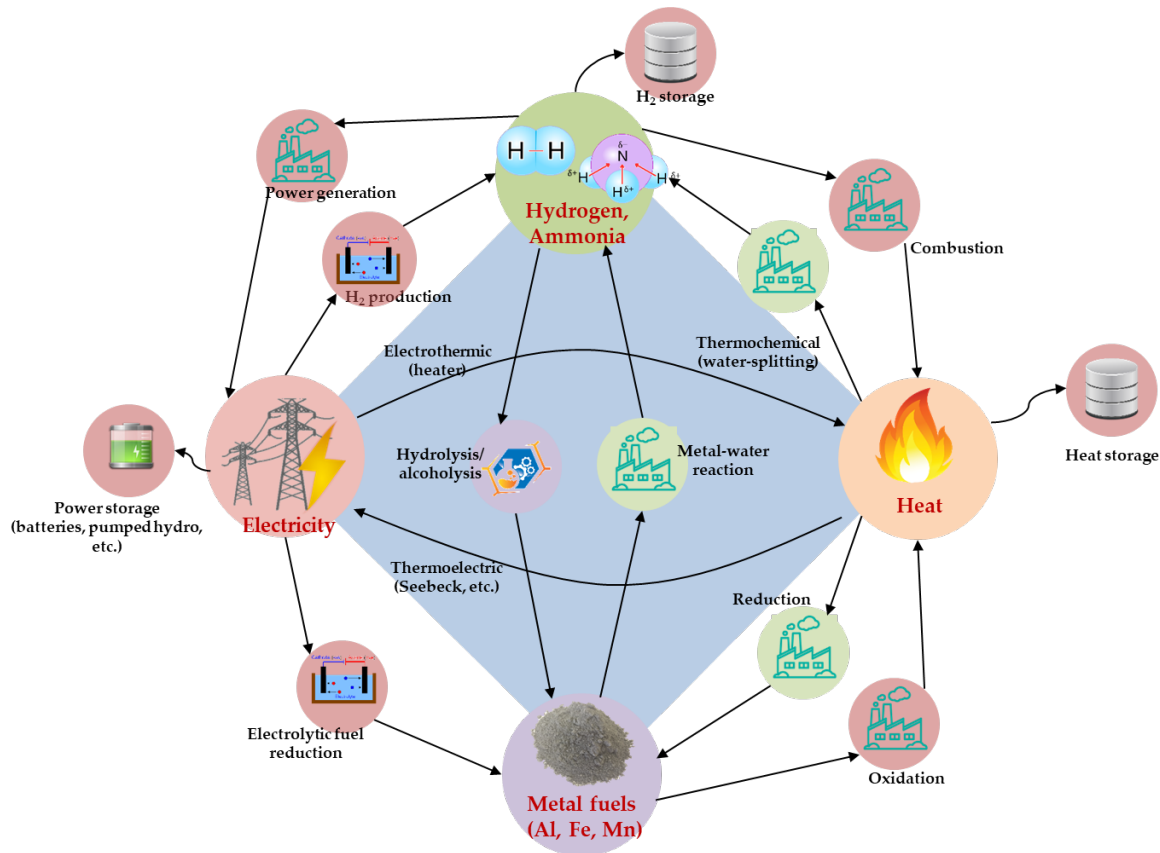 H₂ storage
H – H
δ⁻
N
δ⁺ H
H δ⁺
H δ⁺
Power generation
Hydrogen,
Ammonia
Combustion
H₂ production
Electrothermic
(heater)
Thermochemical
(water-splitting)
Hydrolysis/
alcoholysis
Metal-water
reaction
Heat storage
Power storage
(batteries, pumped hydro,
etc.)
Electricity
Heat
Thermoelectric
(Seebeck, etc.)
Reduction
Electrolytic fuel
reduction
Oxidation
Metal fuels
(Al, Fe, Mn)